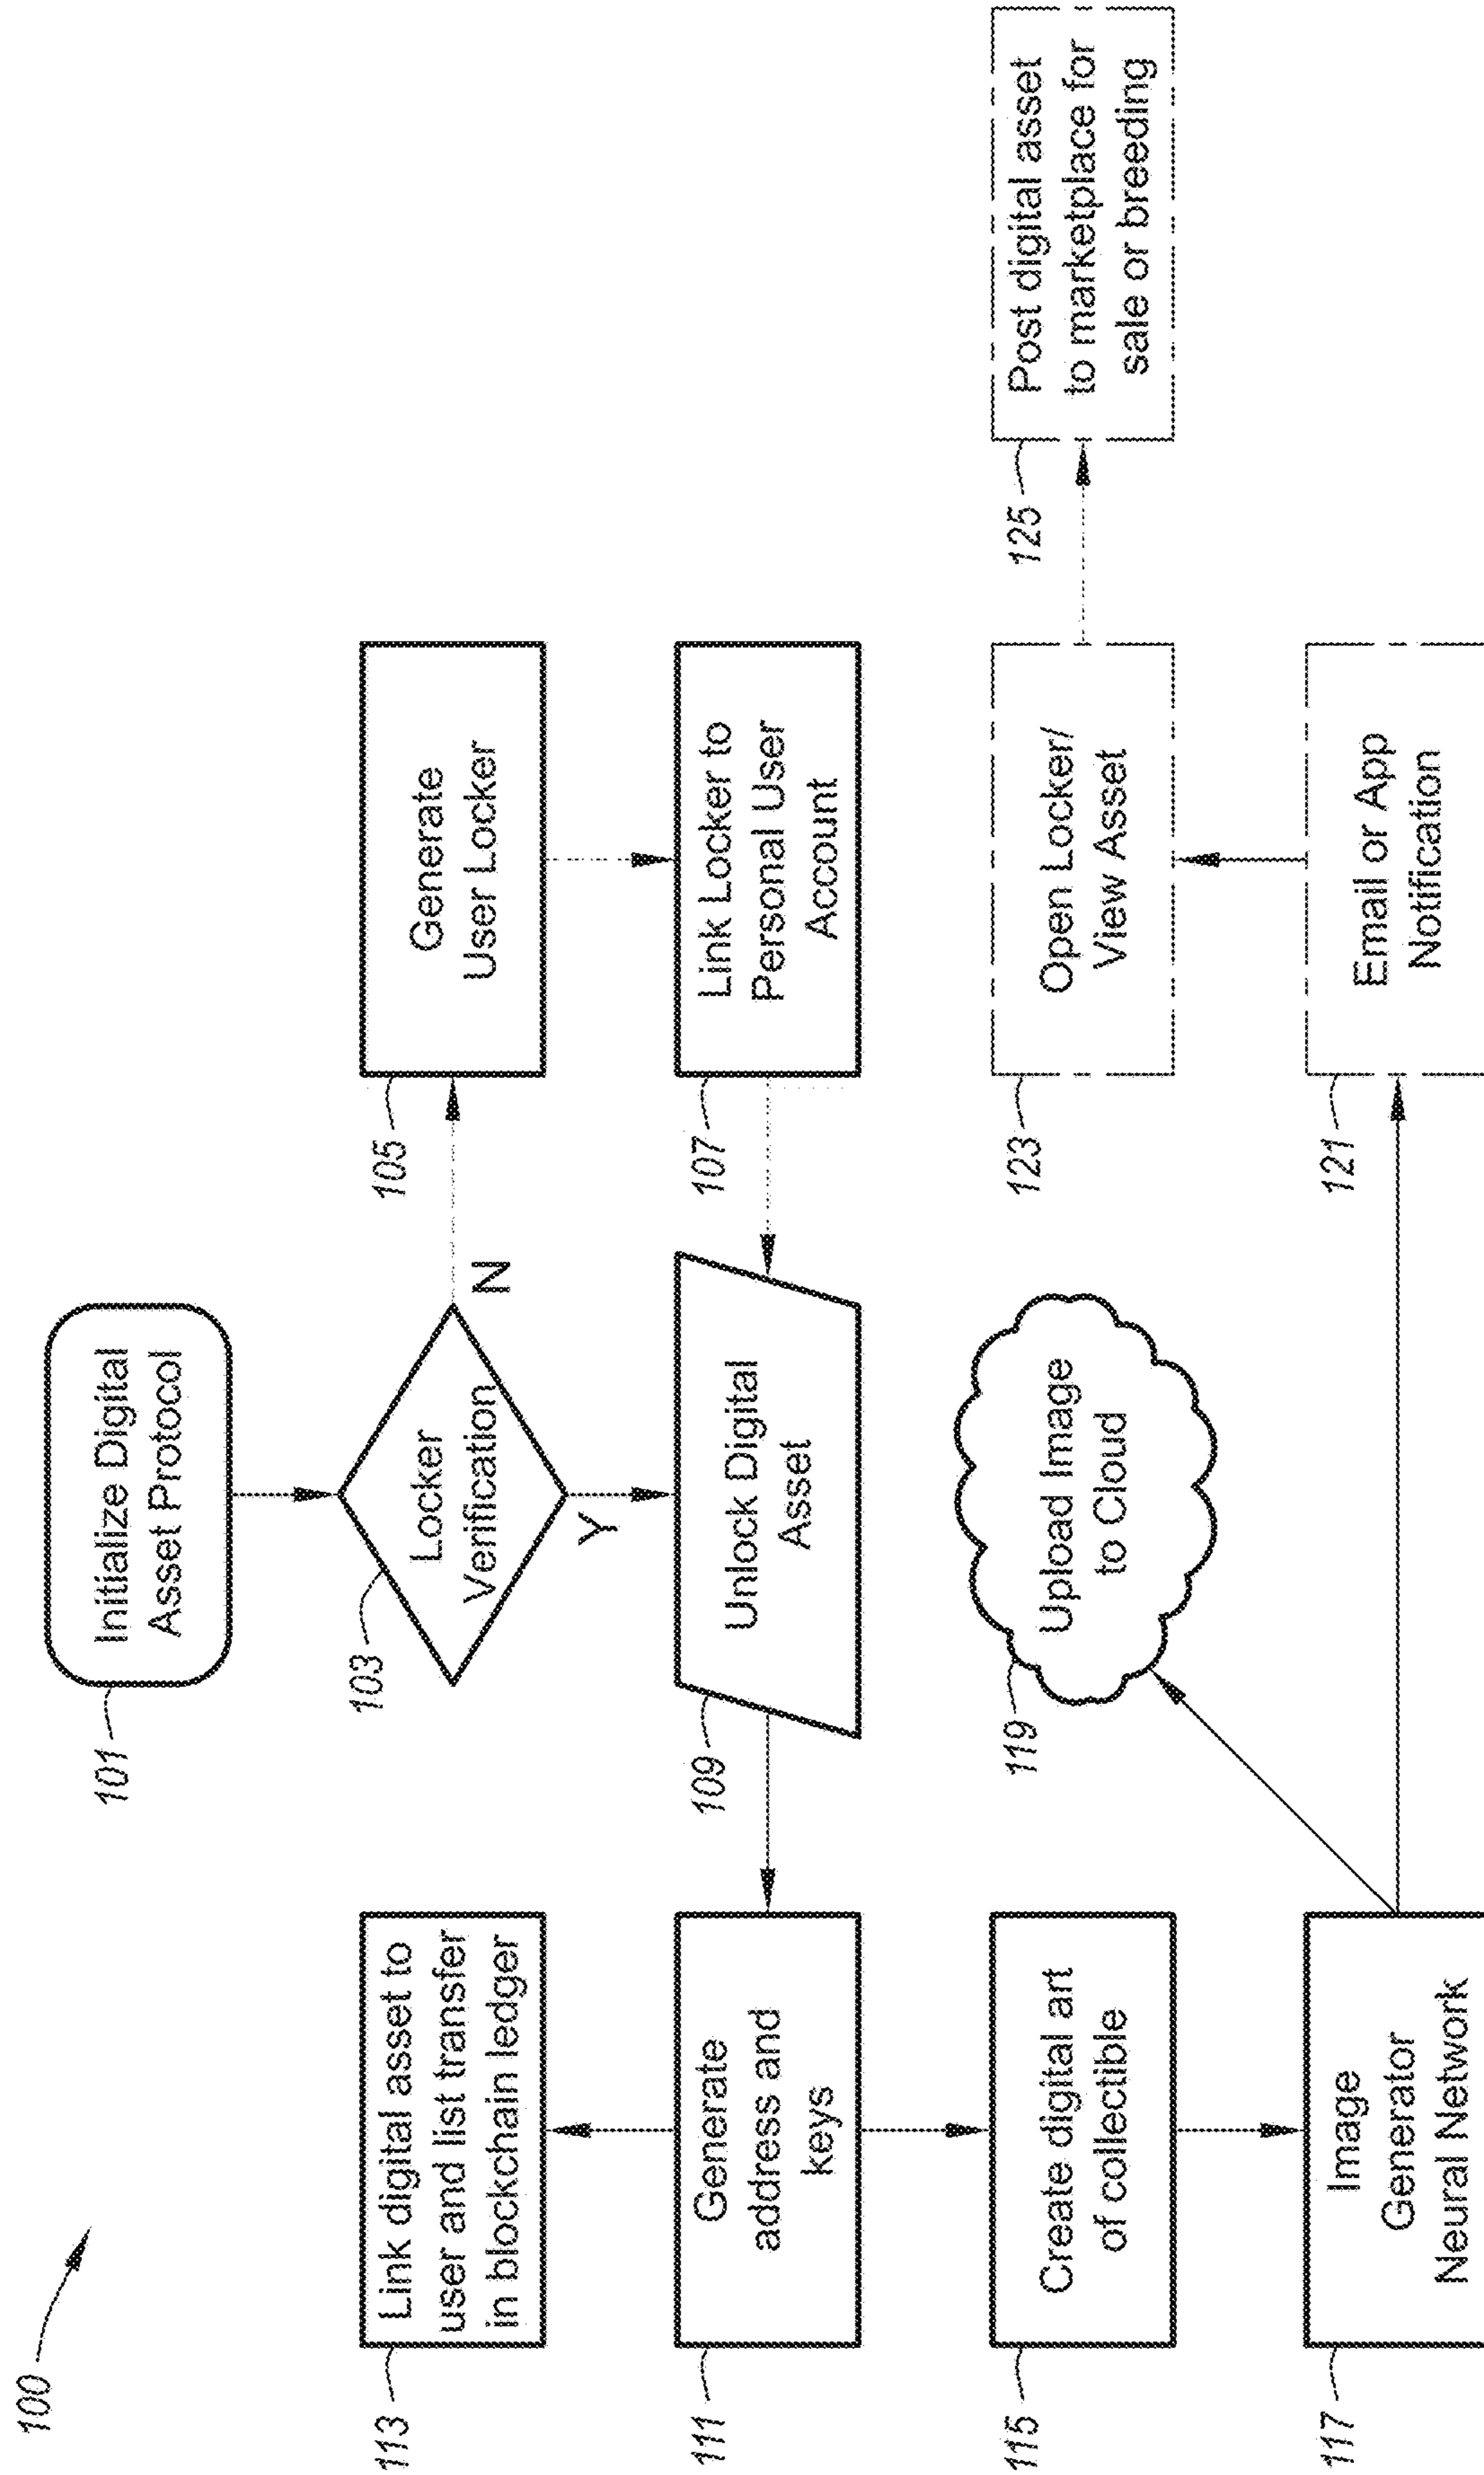 100
101
Initialize Digital
Asset Protocol
103
Locker
Verification
N
Y
105
Generate
User Locker
113
Link digital asset to
user and list transfer
in blockchain ledger
111
Generate
address and
keys
109
Unlock Digital
Asset
107
Link Locker to
Personal User
Account
115
Create digital art
of collectible
119
Upload Image
to Cloud
123
Open Locker/
View Asset
125
Post digital asset
to marketplace for
sale or breeding
117
Image
Generator
Neural Network
121
Email or App
Notification